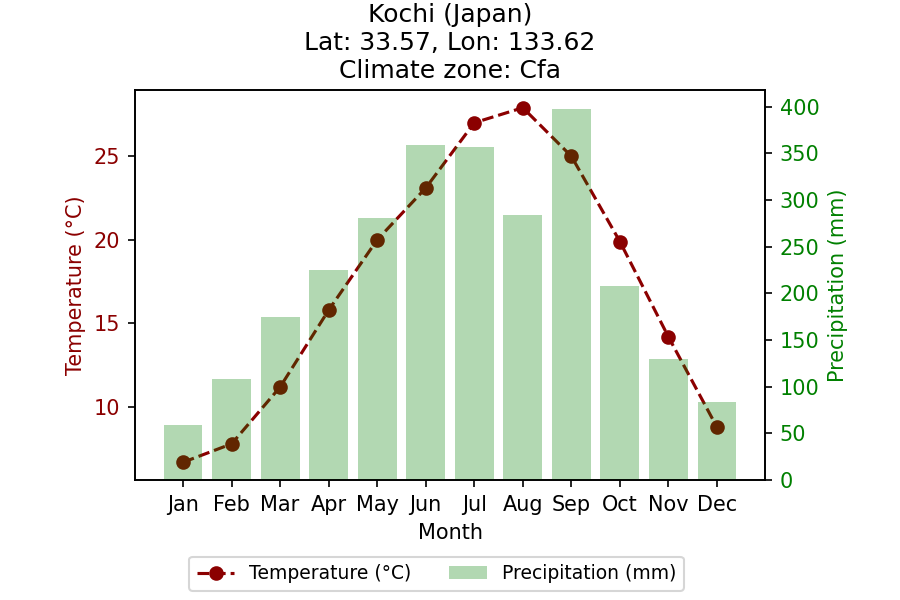 Kochi (Japan)
Lat: 33.57, Lon: 133.62
Climate zone: Cfa
Temperature (°C)
25
20
15
10
400
350
300
250
200
150
100
50
0
Precipitation (mm)
Jan Feb Mar Apr May Jun Jul Aug Sep Oct Nov Dec
Month
Temperature (°C) Precipitation (mm)